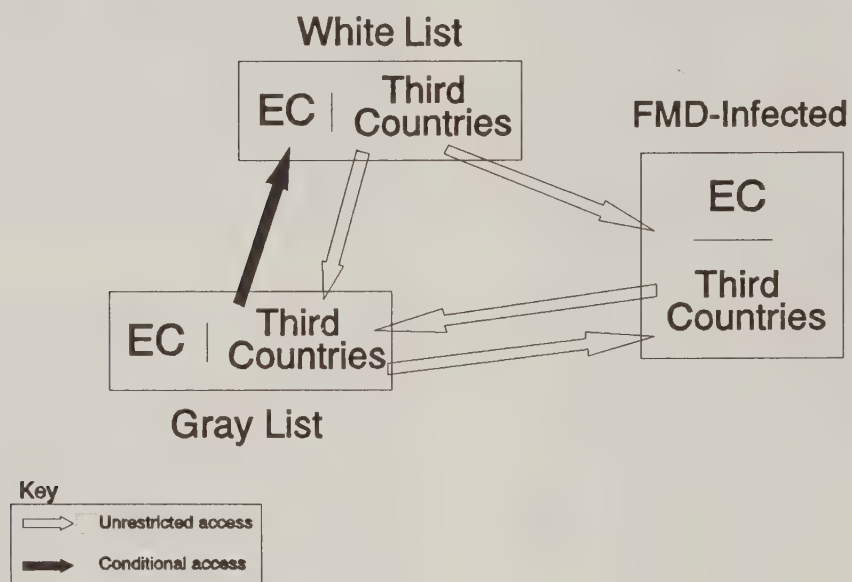 White List
EC
Third
Countries
FMD-Infected
EC
Third
Countries
EC
Third
Countries
Gray List
Key
Unrestricted access
Conditional access